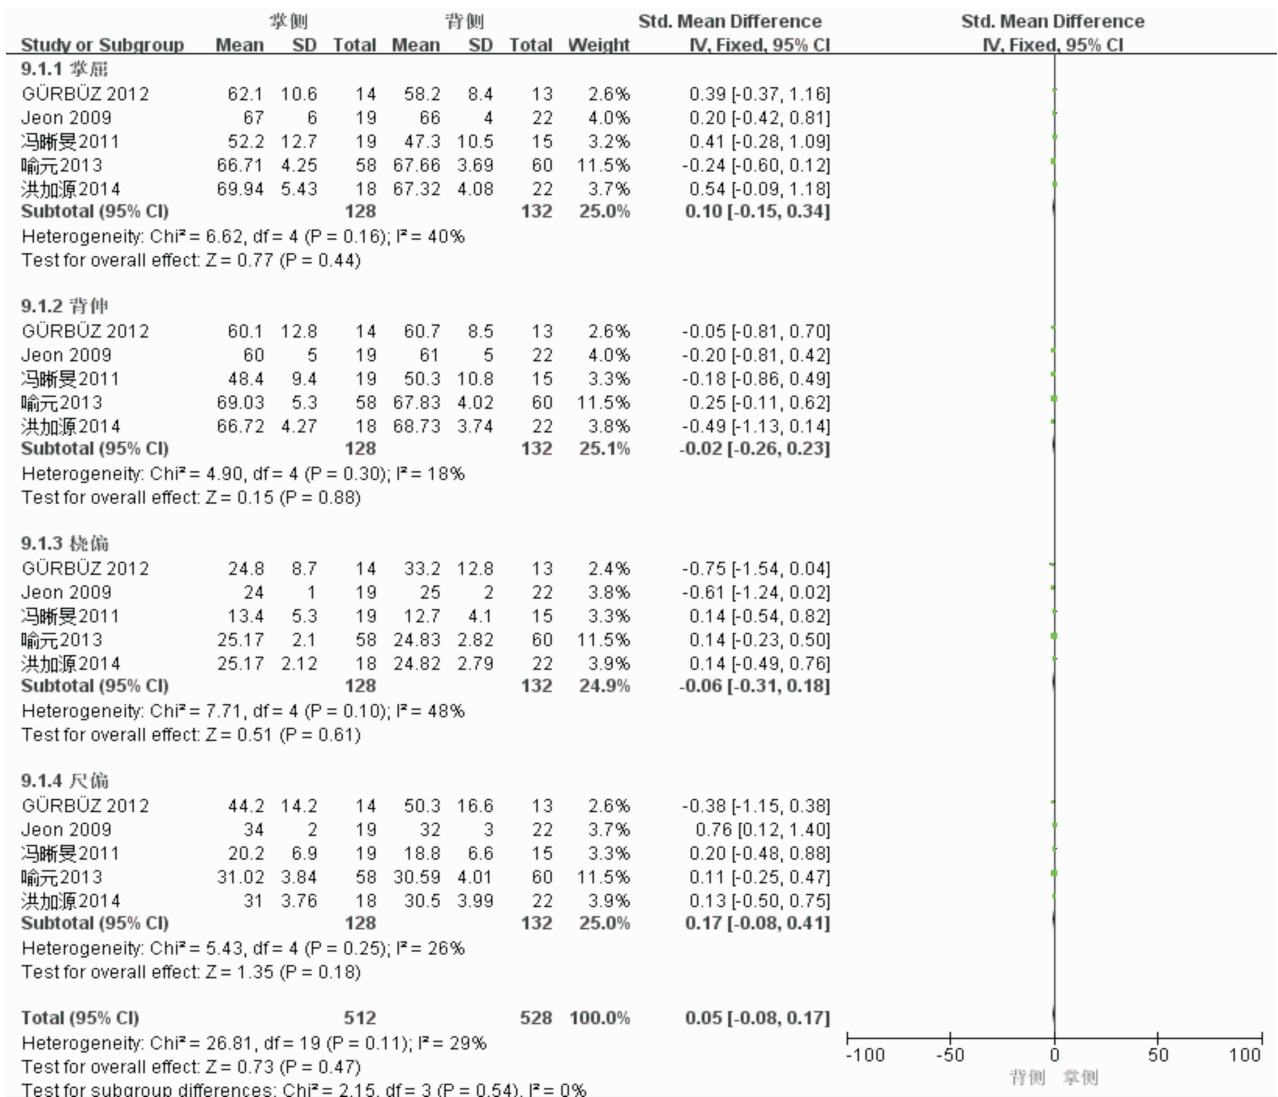 掌侧 背侧 Std. Mean Difference Std. Mean Difference
Study or Subgroup Mean SD Total Mean SD Total Weight IV, Fixed, 95% CI IV, Fixed, 95% CI
9.1.1 掌屈
GÜRBÜZ 2012 62.1 10.6 14 58.2 8.4 13 2.6% 0.39 [-0.37, 1.16]
Jeon 2009 67 6 19 66 4 22 4.0% 0.20 [-0.42, 0.81]
冯晰旻2011 52.2 12.7 19 47.3 10.5 15 3.2% 0.41 [-0.28, 1.09]
喻元2013 66.71 4.25 58 67.66 3.69 60 11.5% -0.24 [-0.60, 0.12]
洪加源2014 69.94 5.43 18 67.32 4.08 22 3.7% 0.54 [-0.09, 1.18]
Subtotal (95% CI) 128 132 25.0% 0.10 [-0.15, 0.34]
Heterogeneity: Chi² = 6.62, df = 4 (P = 0.16); I² = 40%
Test for overall effect: Z = 0.77 (P = 0.44)
9.1.2 背伸
GÜRBÜZ 2012 60.1 12.8 14 60.7 8.5 13 2.6% -0.05 [-0.81, 0.70]
Jeon 2009 60 5 19 61 5 22 4.0% -0.20 [-0.81, 0.42]
冯晰旻2011 48.4 9.4 19 50.3 10.8 15 3.3% -0.18 [-0.86, 0.49]
喻元2013 69.03 5.3 58 67.83 4.02 60 11.5% 0.25 [-0.11, 0.62]
洪加源2014 66.72 4.27 18 68.73 3.74 22 3.8% -0.49 [-1.13, 0.14]
Subtotal (95% CI) 128 132 25.1% -0.02 [-0.26, 0.23]
Heterogeneity: Chi² = 4.90, df = 4 (P = 0.30); I² = 18%
Test for overall effect: Z = 0.15 (P = 0.88)
9.1.3 桡偏
GÜRBÜZ 2012 24.8 8.7 14 33.2 12.8 13 2.4% -0.75 [-1.54, 0.04]
Jeon 2009 24 1 19 25 2 22 3.8% -0.61 [-1.24, 0.02]
冯晰旻2011 13.4 5.3 19 12.7 4.1 15 3.3% 0.14 [-0.54, 0.82]
喻元2013 25.17 2.1 58 24.83 2.82 60 11.5% 0.14 [-0.23, 0.50]
洪加源2014 25.17 2.12 18 24.82 2.79 22 3.9% 0.14 [-0.49, 0.76]
Subtotal (95% CI) 128 132 24.9% -0.06 [-0.31, 0.18]
Heterogeneity: Chi² = 7.71, df = 4 (P = 0.10); I² = 48%
Test for overall effect: Z = 0.51 (P = 0.61)
9.1.4 尺偏
GÜRBÜZ 2012 44.2 14.2 14 50.3 16.6 13 2.6% -0.38 [-1.15, 0.38]
Jeon 2009 34 2 19 32 3 22 3.7% 0.76 [0.12, 1.40]
冯晰旻2011 20.2 6.9 19 18.8 6.6 15 3.3% 0.20 [-0.48, 0.88]
喻元2013 31.02 3.84 58 30.59 4.01 60 11.5% 0.11 [-0.25, 0.47]
洪加源2014 31 3.76 18 30.5 3.99 22 3.9% 0.13 [-0.50, 0.75]
Subtotal (95% CI) 128 132 25.0% 0.17 [-0.08, 0.41]
Heterogeneity: Chi² = 5.43, df = 4 (P = 0.25); I² = 26%
Test for overall effect: Z = 1.35 (P = 0.18)
Total (95% CI) 512 528 100.0% 0.05 [-0.08, 0.17]
Heterogeneity: Chi² = 26.81, df = 19 (P = 0.11); I² = 29%
Test for overall effect: Z = 0.73 (P = 0.47)
Test for subgroup differences: Chi² = 2.15, df = 3 (P = 0.54), I² = 0%
-100 -50 0 50 100
背侧 掌侧